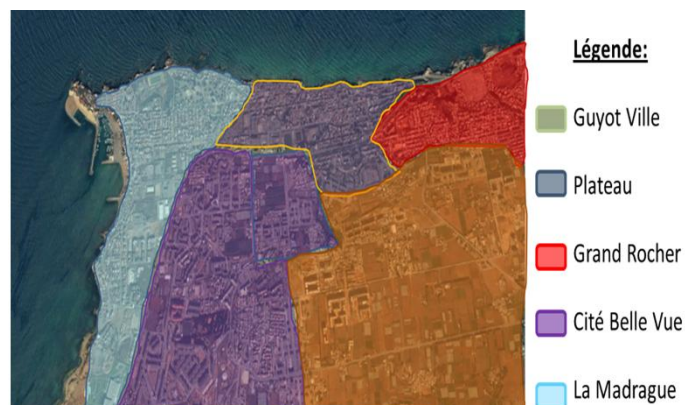 Légende:
Guyot Ville
Plateau
Grand Rocher
Cité Belle Vue
La Madrague